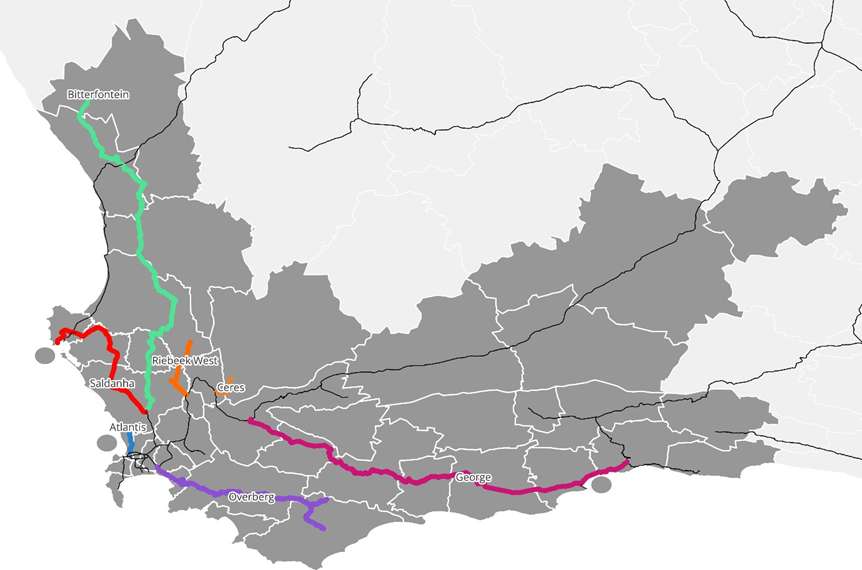 Bitterfontein
Riebeek West
Saldanha
Ceres
Atlantis
George
Overberg